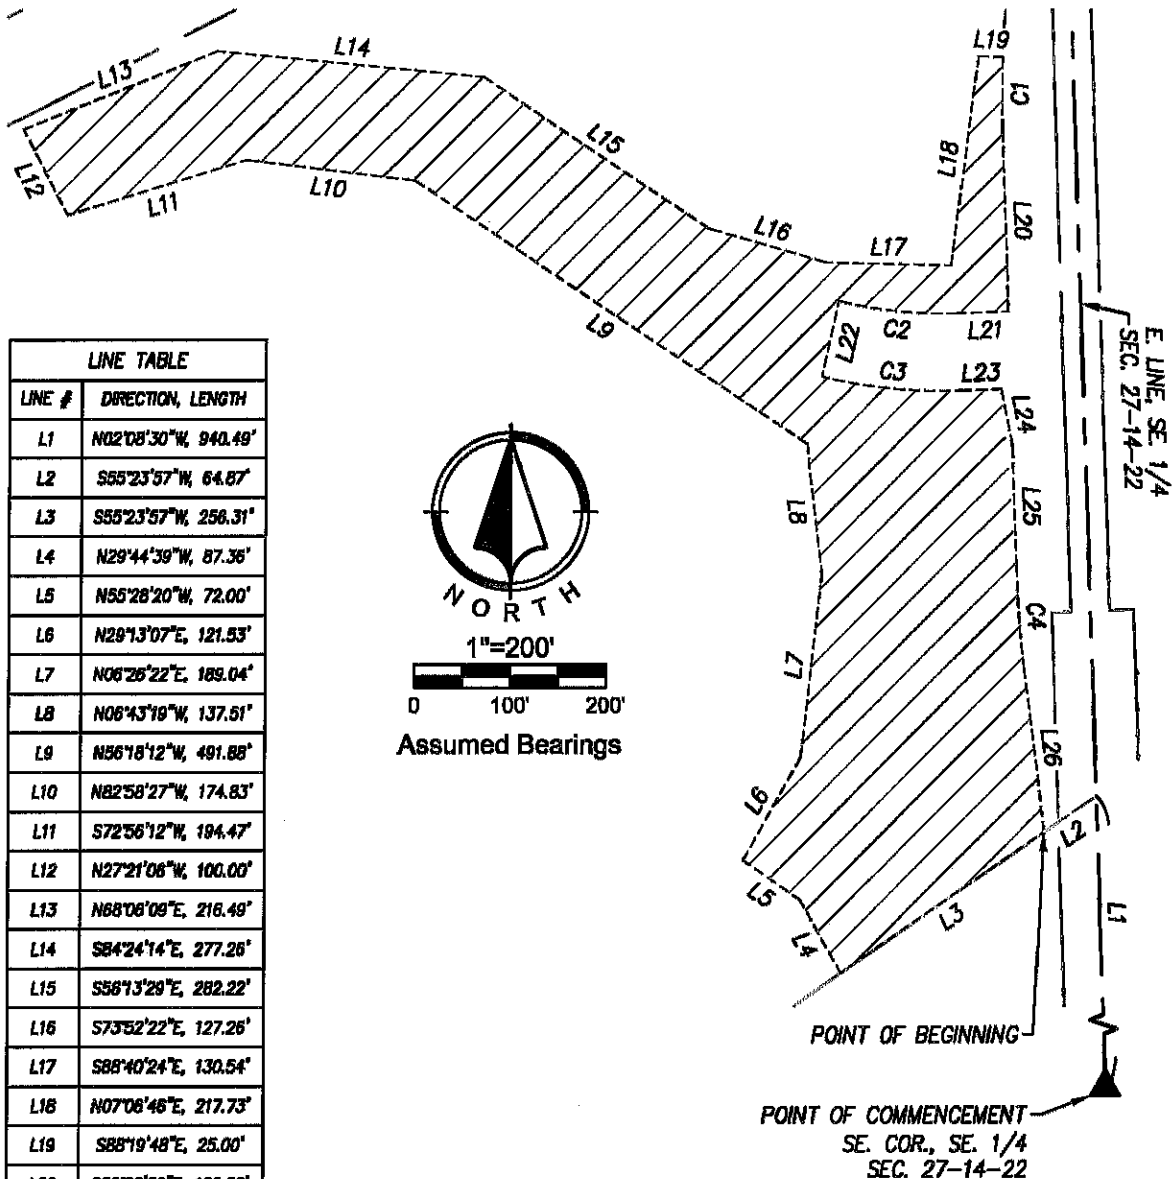 L14
L19
L13
C1
L15
L18
L12
L11
L10
L20
L16
L17
L9
L22
C2
L21
C3
L23
L24
E. LINE, SE. 1/4
SEC. 27-14-22
LINE TABLE
LINE # DIRECTION, LENGTH
L1 N02°08'30"W, 940.49'
L2 S55°23'57"W, 64.87'
L3 S55°23'57"W, 256.31'
L4 N29°44'39"W, 87.36'
L5 N55°28'20"W, 72.00'
L6 N29°13'07"E, 121.53'
L7 N06°26'22"E, 189.04'
L8 N06°43'19"W, 137.51'
L9 N56°18'12"W, 491.88'
L10 N82°58'27"W, 174.83'
L11 S72°56'12"W, 194.47'
L12 N27°21'06"W, 100.00'
L13 N68°06'09"E, 216.49'
L14 S84°24'14"E, 277.26'
L15 S56°13'29"E, 282.22'
L16 S73°52'22"E, 127.26'
L17 S88°40'24"E, 130.54'
L18 N07°06'46"E, 217.73'
L19 S88°19'48"E, 25.00'
NORTH
1"=200'
0 100' 200'
Assumed Bearings
L8
L25
L7
C4
L6
L26
L5
L2
L4
L3
L1
POINT OF BEGINNING
POINT OF COMMENCEMENT
SE. COR., SE. 1/4
SEC. 27-14-22